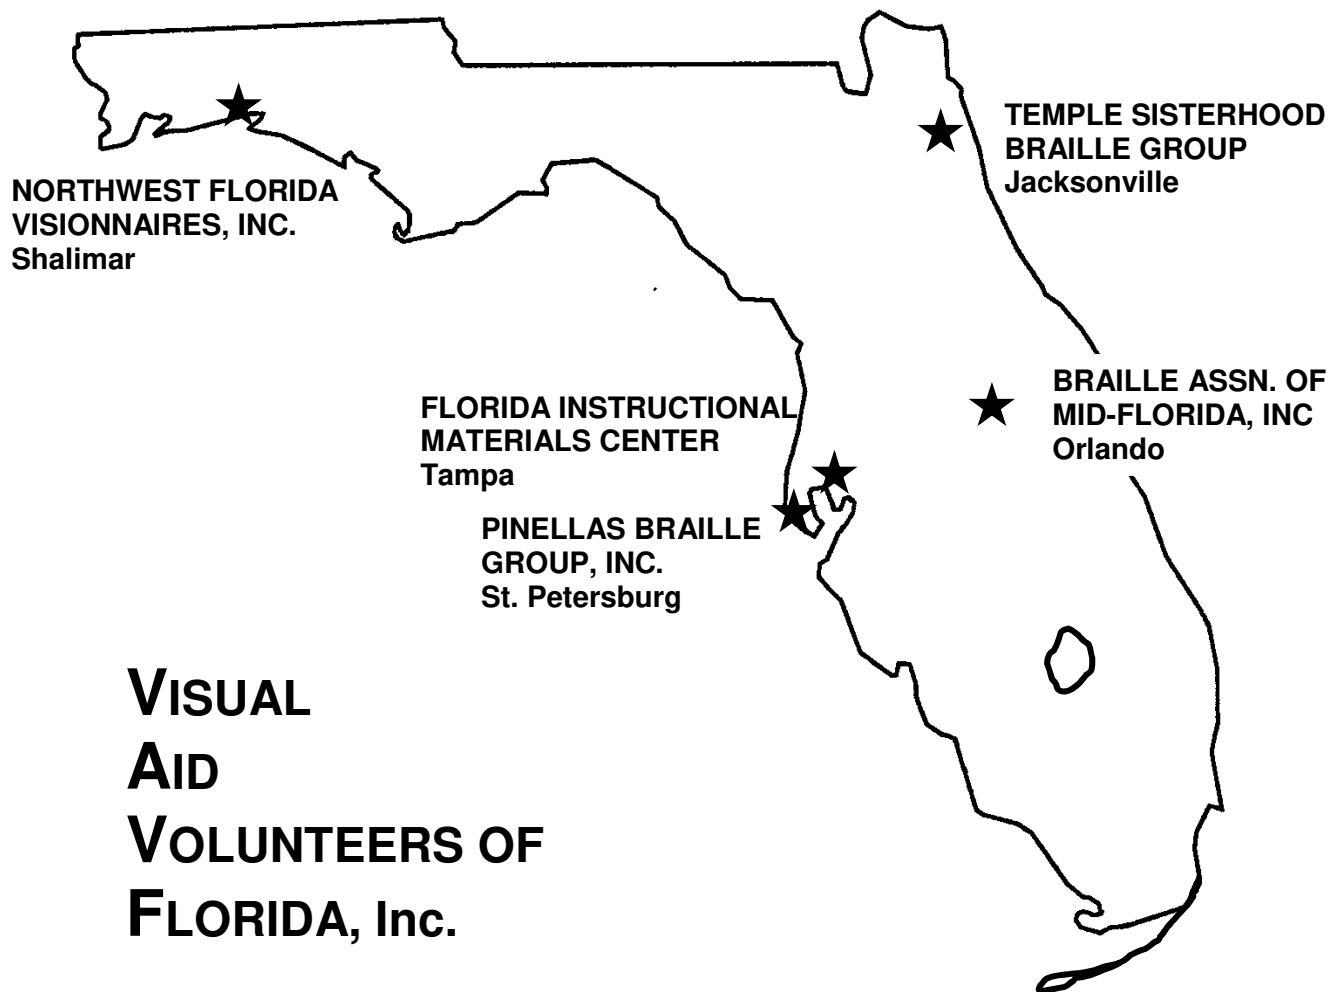 TEMPLE SISTERHOOD
BRAILLE GROUP
Jacksonville
NORTHWEST FLORIDA
VISIONNAIRES, INC.
Shalimar
BRAILLE ASSN. OF
MID-FLORIDA, INC
Orlando
FLORIDA INSTRUCTIONAL
MATERIALS CENTER
Tampa
PINELLAS BRAILLE
GROUP, INC.
St. Petersburg
VISUAL
AID
VOLUNTEERS OF
FLORIDA, Inc.